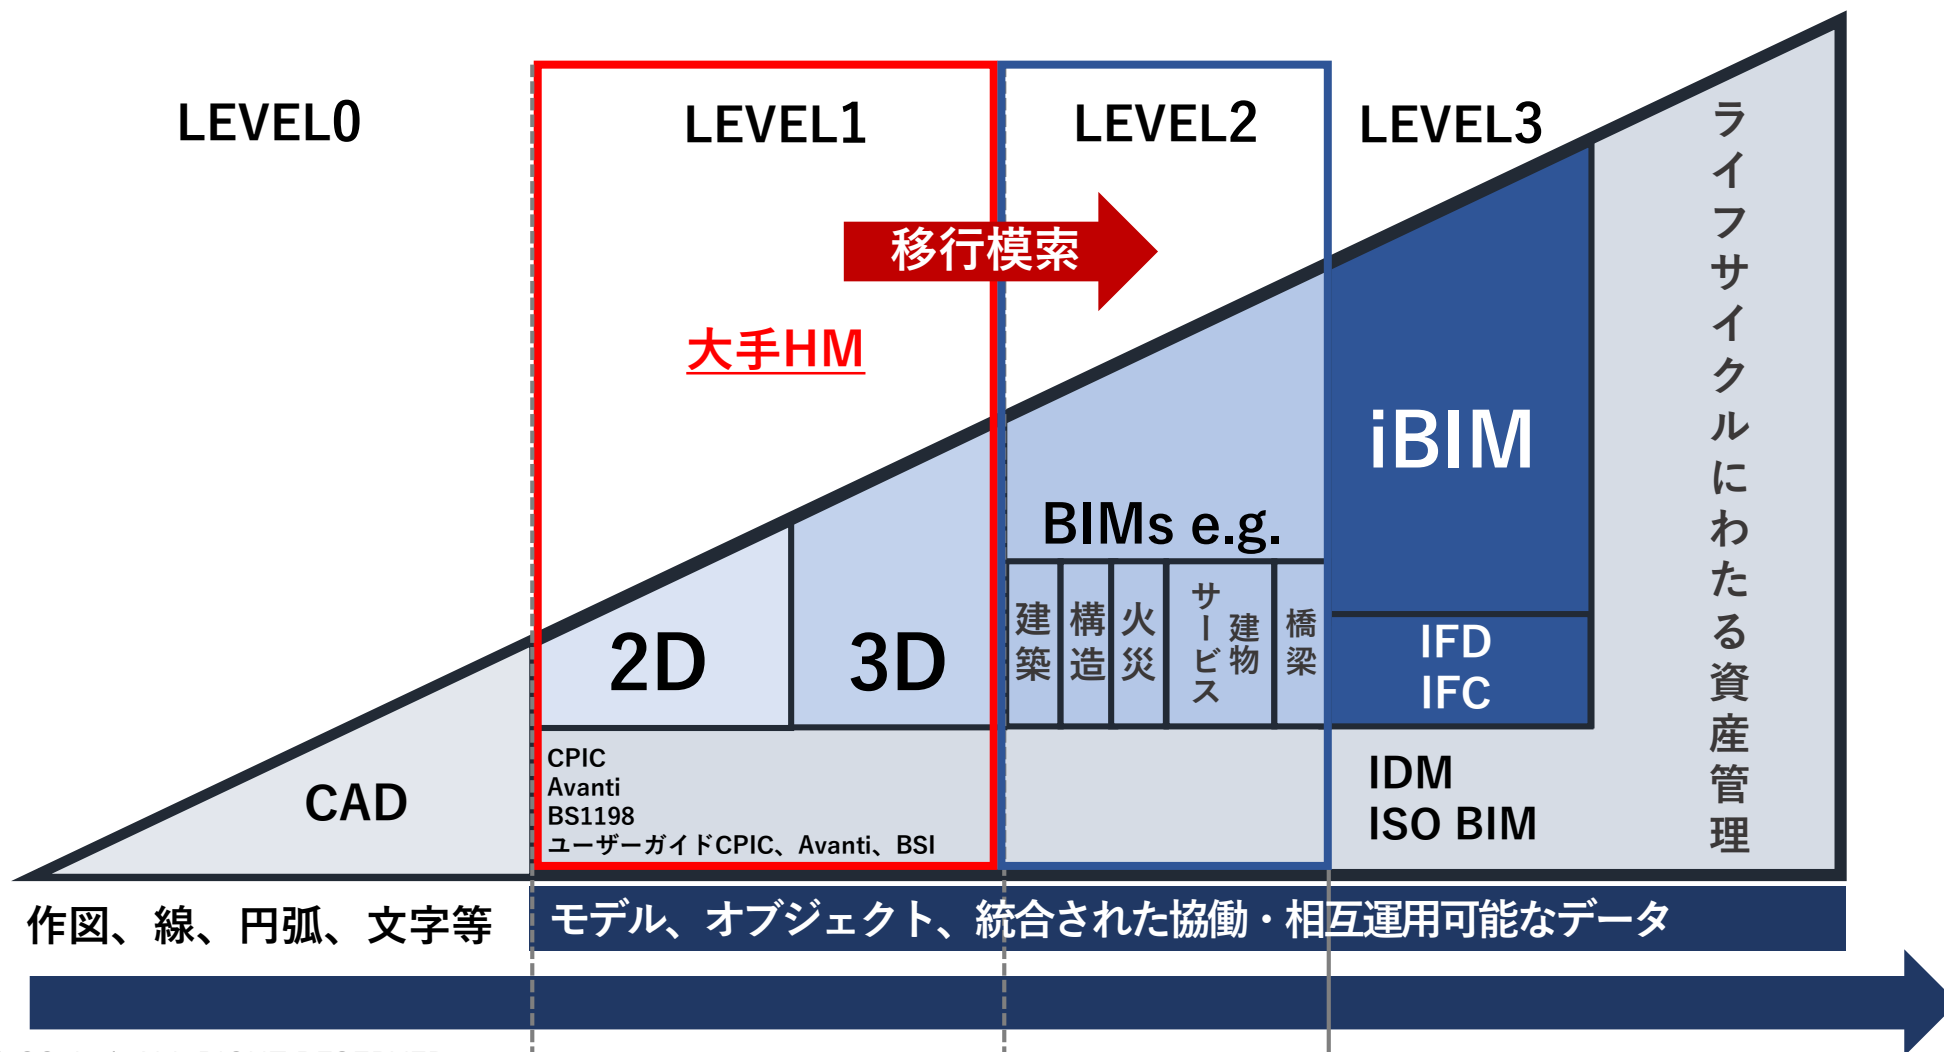 LEVEL0
LEVEL1
LEVEL2
LEVEL3
移行模索
大手HM
iBIM
BIMs e.g.
2D
3D
建築
構造
火災
建物
サービス
橋梁
IFD
IFC
CAD
CPIC
Avanti
BS1198
ユーザーガイドCPIC、Avanti、BSI
IDM
ISO BIM
ライフサイクルにわたる資産管理
作図、線、円弧、文字等
モデル、オブジェクト、統合された協働・相互運用可能なデータ